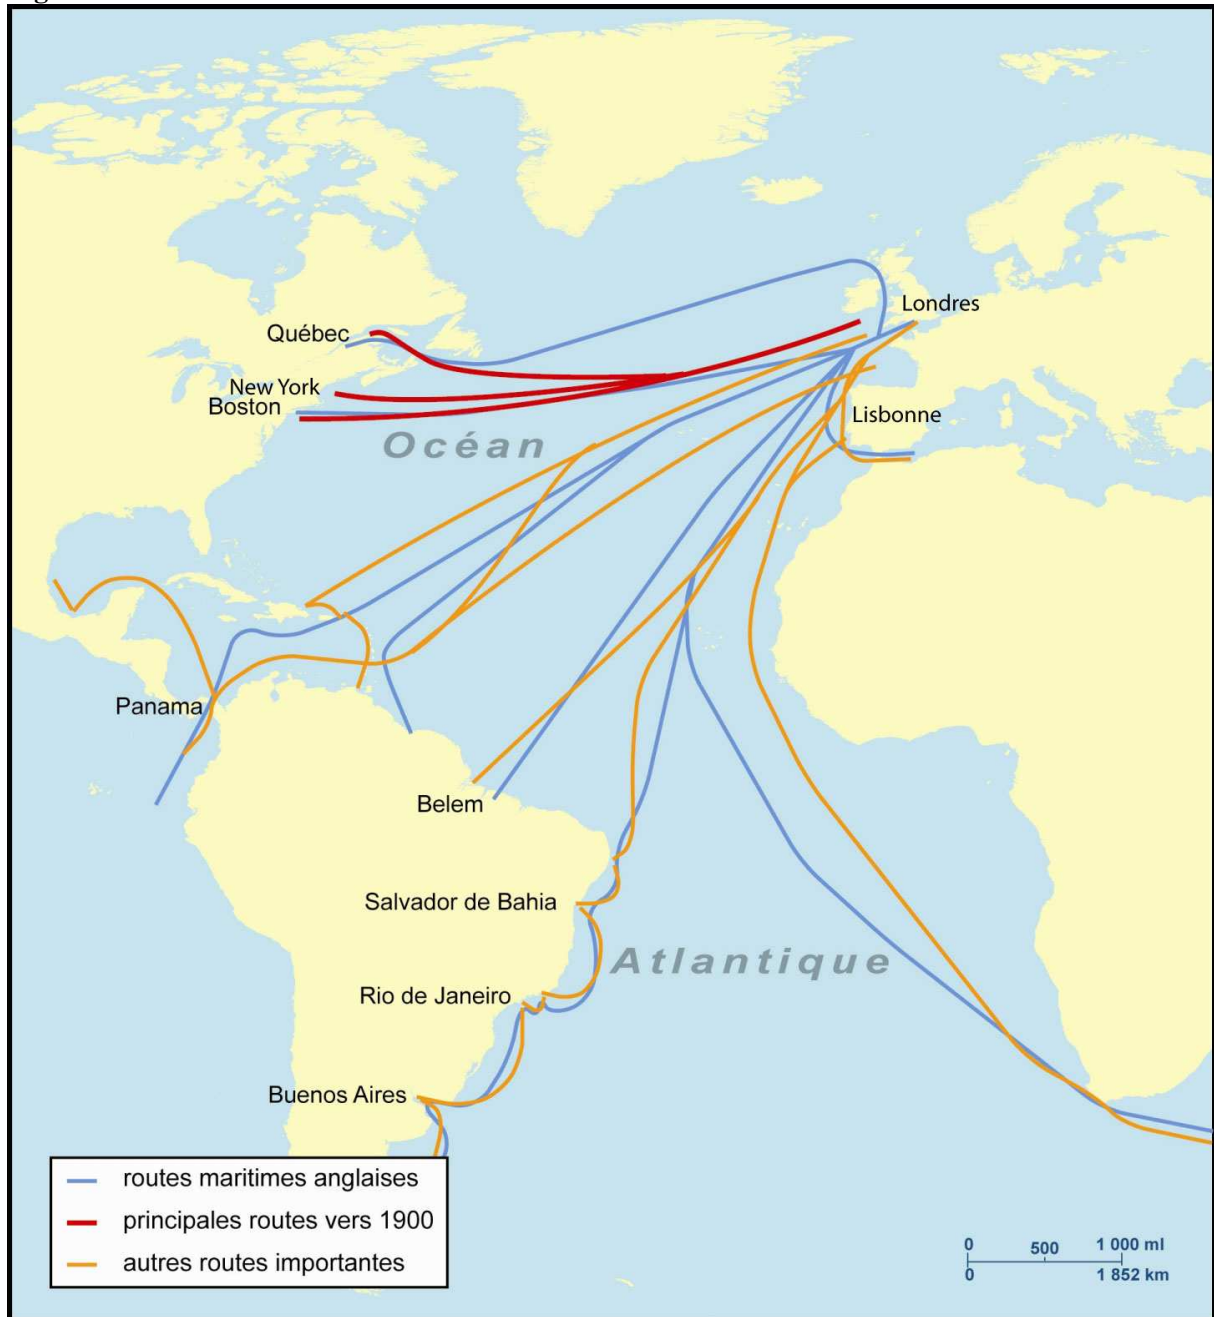 Londres
Québec
New York
Boston
Lisbonne
Océan
Panama
Belem
Salvador de Bahia
Atlantique
Rio de Janeiro
Buenos Aires
routes maritimes anglaises
principales routes vers 1900
autres routes importantes
0 500 1 000 ml
0 1 852 km